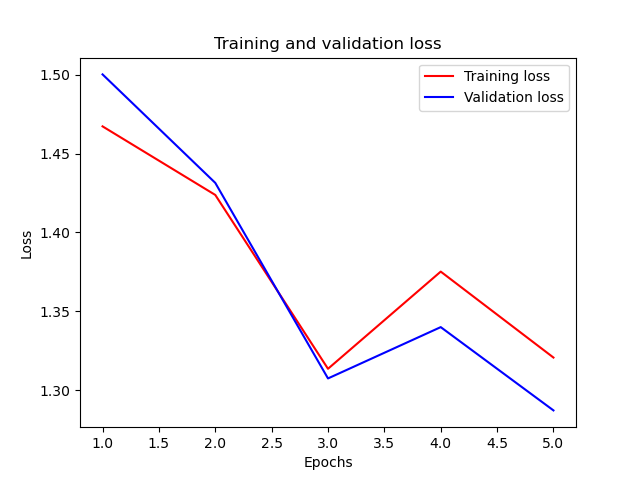 Training and validation loss
Training loss
Validation loss
1.50
1.45
1.40
1.35
1.30
Loss
1.0 1.5 2.0 2.5 3.0 3.5 4.0 4.5 5.0
Epochs